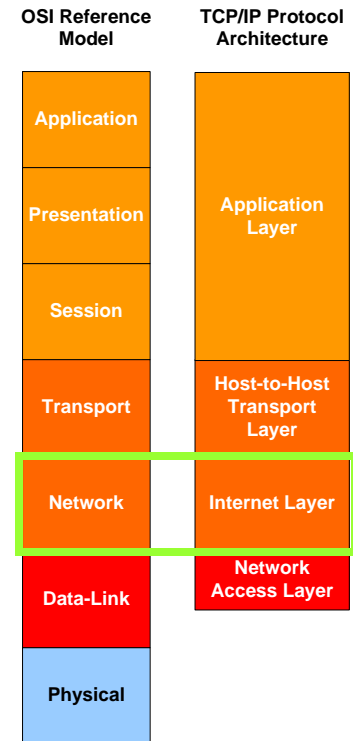 OSI Reference
Model
TCP/IP Protocol
Architecture
Application
Presentation
Session
Transport
Network
Data-Link
Physical
Application
Layer
Host-to-Host
Transport
Layer
Internet Layer
Network
Access Layer